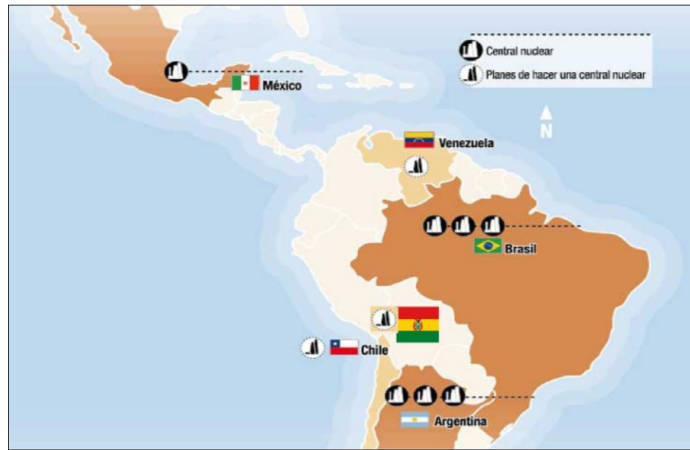 Central nuclear
Planes de hacer una central nuclear
México
N
Venezuela
Brasil
Chile
Argentina